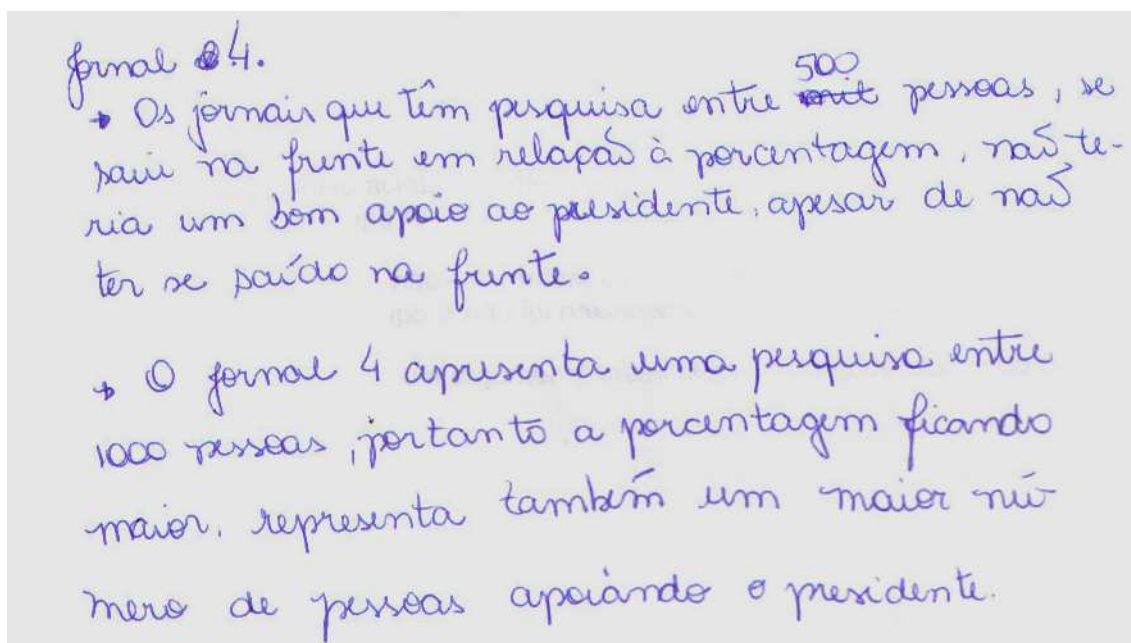 Jornal 4.
→ Os jornais que têm pesquisa entre 500 pessoas, se
saiu na frente em relação à porcentagem, não te-
ria um bom apoio ao presidente, apesar de não
ter se saído na frente.
→ O jornal 4 apresenta uma pesquisa entre
1000 pessoas, portanto a porcentagem ficando
maior, representa também um maior nú-
mero de pessoas apoiando o presidente.